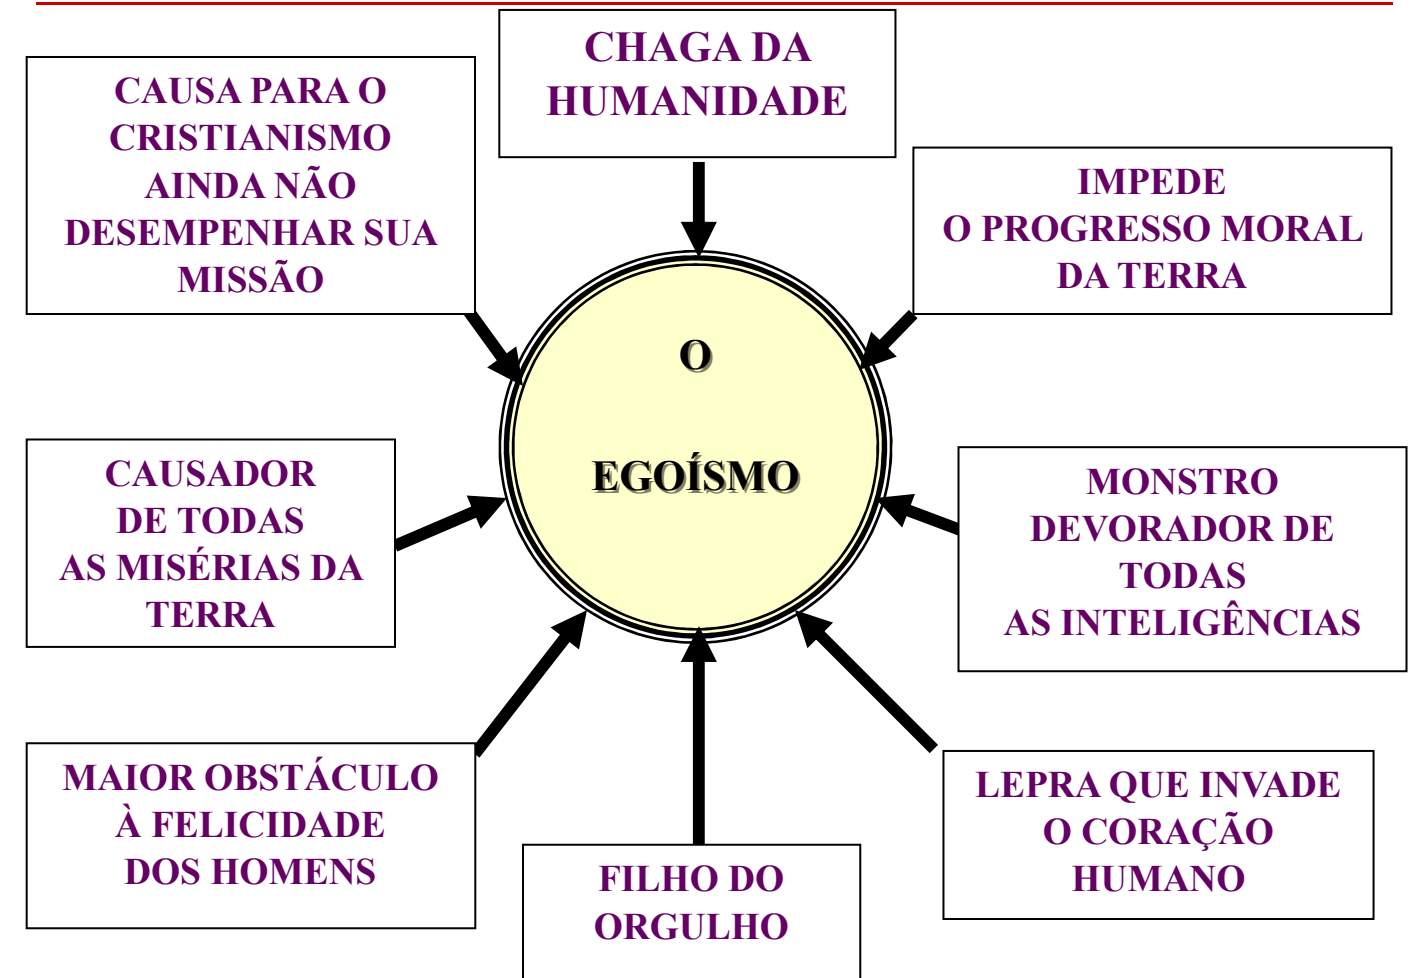 CHAGA DA
HUMANIDADE
CAUSA PARA O
CRISTIANISMO
AINDA NÃO
DESEMPENHAR SUA
MISSÃO
IMPEDE
O PROGRESSO MORAL
DA TERRA
O
EGOÍSMO
CAUSADOR
DE TODAS
AS MISÉRIAS DA
TERRA
MONSTRO
DEVORADOR DE
TODAS
AS INTELIGÊNCIAS
MAIOR OBSTÁCULO
À FELICIDADE
DOS HOMENS
FILHO DO
ORGULHO
LEPRA QUE INVADE
O CORAÇÃO
HUMANO